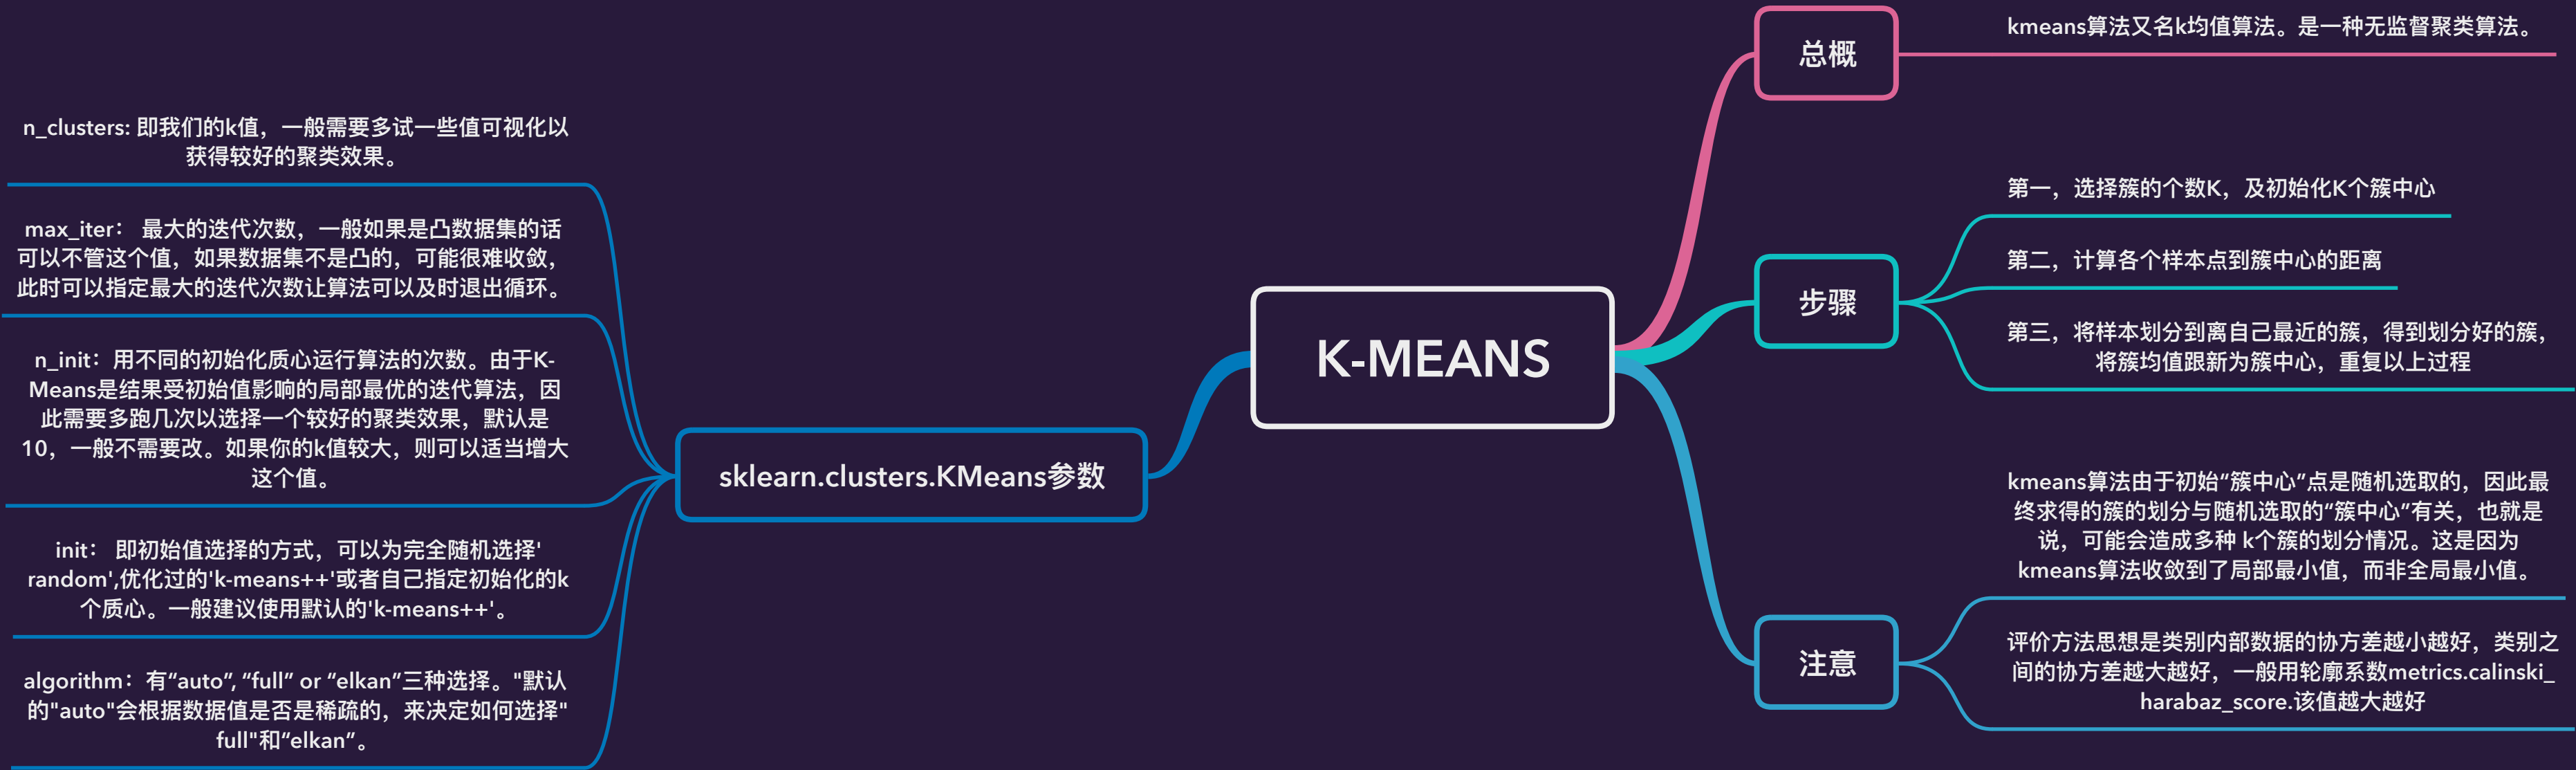 K-MEANS
总概
kmeans算法又名k均值算法。是一种无监督聚类算法。
步骤
第一，选择簇的个数K，及初始化K个簇中心
第二，计算各个样本点到簇中心的距离
第三，将样本划分到离自己最近的簇，得到划分好的簇，
将簇均值跟新为簇中心，重复以上过程
注意
kmeans算法由于初始“簇中心”点是随机选取的，因此最
终求得的簇的划分与随机选取的“簇中心”有关，也就是
说，可能会造成多种 k个簇的划分情况。这是因为
kmeans算法收敛到了局部最小值，而非全局最小值。
评价方法思想是类别内部数据的协方差越小越好，类别之
间的协方差越大越好，一般用轮廓系数metrics.calinski_
harabaz_score.该值越大越好
sklearn.clusters.KMeans参数
n_clusters: 即我们的k值，一般需要多试一些值可视化以
获得较好的聚类效果。
max_iter： 最大的迭代次数，一般如果是凸数据集的话
可以不管这个值，如果数据集不是凸的，可能很难收敛，
此时可以指定最大的迭代次数让算法可以及时退出循环。
n_init：用不同的初始化质心运行算法的次数。由于K-
Means是结果受初始值影响的局部最优的迭代算法，因
此需要多跑几次以选择一个较好的聚类效果，默认是
10，一般不需要改。如果你的k值较大，则可以适当增大
这个值。
init： 即初始值选择的方式，可以为完全随机选择'
random',优化过的'k-means++'或者自己指定初始化的k
个质心。一般建议使用默认的'k-means++'。
algorithm：有“auto”, “full” or “elkan”三种选择。"默认
的"auto"会根据数据值是否是稀疏的，来决定如何选择"
full"和“elkan”。